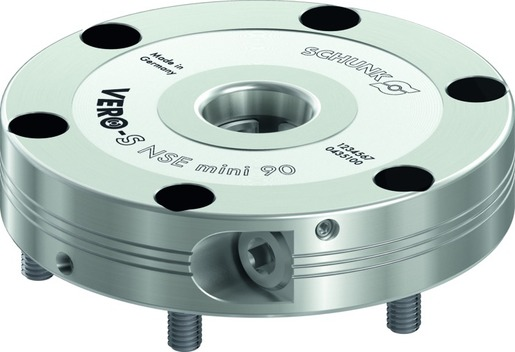 SCHUNK
Made in
Germany
VERO-S NSE mini 90
1234567
0435100